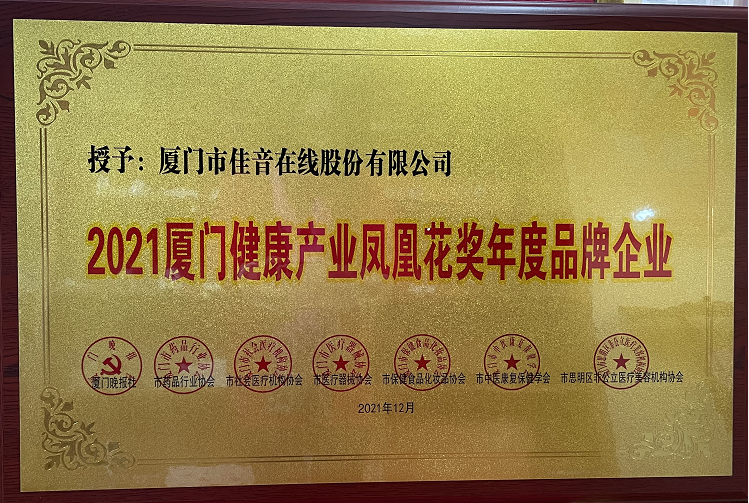 授予：厦门市佳音在线股份有限公司
2021厦门健康产业凤凰花奖年度品牌企业
厦门晚报社 市药品行业协会 市社会医疗机构协会 市医疗器械协会 市保健食品化妆品协会 市中医康复保健学会 市思明区非公立医疗美容机构协会
2021年12月